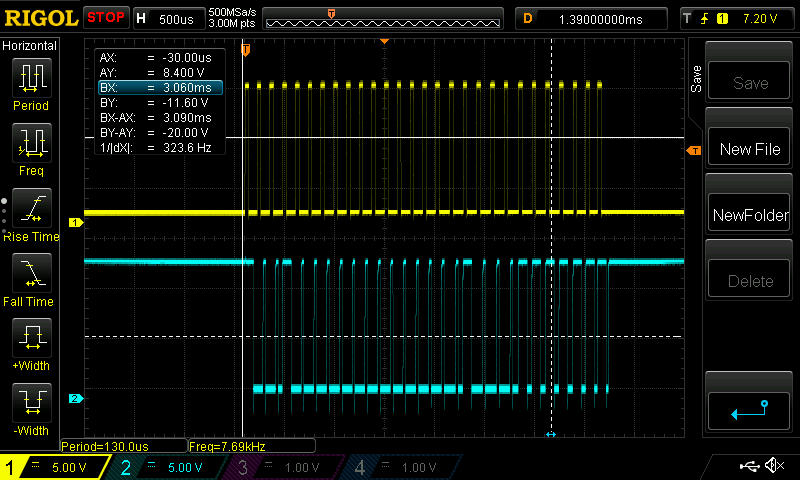 RIGOL STOP H 500us 500MSa/s D 1.39000000ms T 1 7.20 V
3.00M pts
Horizontal
Period
Freq
Rise Time
Fall Time
+Width
-Width
T
AX: = -30.00us
AY: = 8.400 V
BX: = 3.060ms
BY: = -11.60 V
BX-AX: = 3.090ms
BY-AY: = -20.00 V
1/|dX|: = 323.6 Hz
T
T
1
2
Save
Save
New File
NewFolder
Delete
Period=130.0us Freq=7.69kHz
1 = 5.00 V 2 = 5.00 V 3 = 1.00 V 4 = 1.00 V